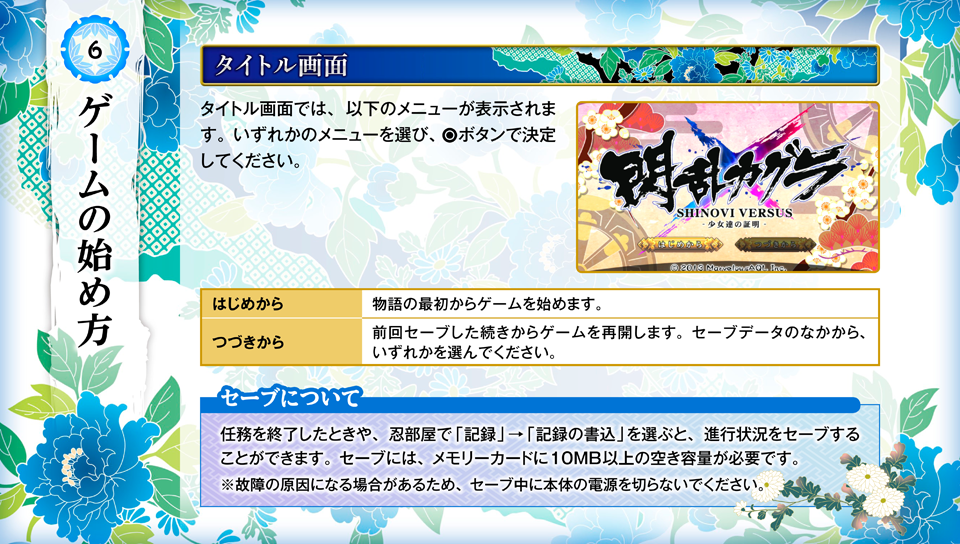 6
ゲームの始め方
タイトル画面
タイトル画面では、以下のメニューが表示されま
す。いずれかのメニューを選び、◎ボタンで決定
してください。
閃乱カグラ
SHINOVI VERSUS
- 少女達の証明 -
はじめから
つづきから
© 2013 MarvelousAQL Inc.
はじめから
物語の最初からゲームを始めます。
つづきから
前回セーブした続きからゲームを再開します。セーブデータのなかから、
いずれかを選んでください。
セーブについて
任務を終了したときや、忍部屋で「記録」→「記録の書込」を選ぶと、進行状況をセーブする
ことができます。セーブには、メモリーカードに10MB以上の空き容量が必要です。
※故障の原因になる場合があるため、セーブ中に本体の電源を切らないでください。